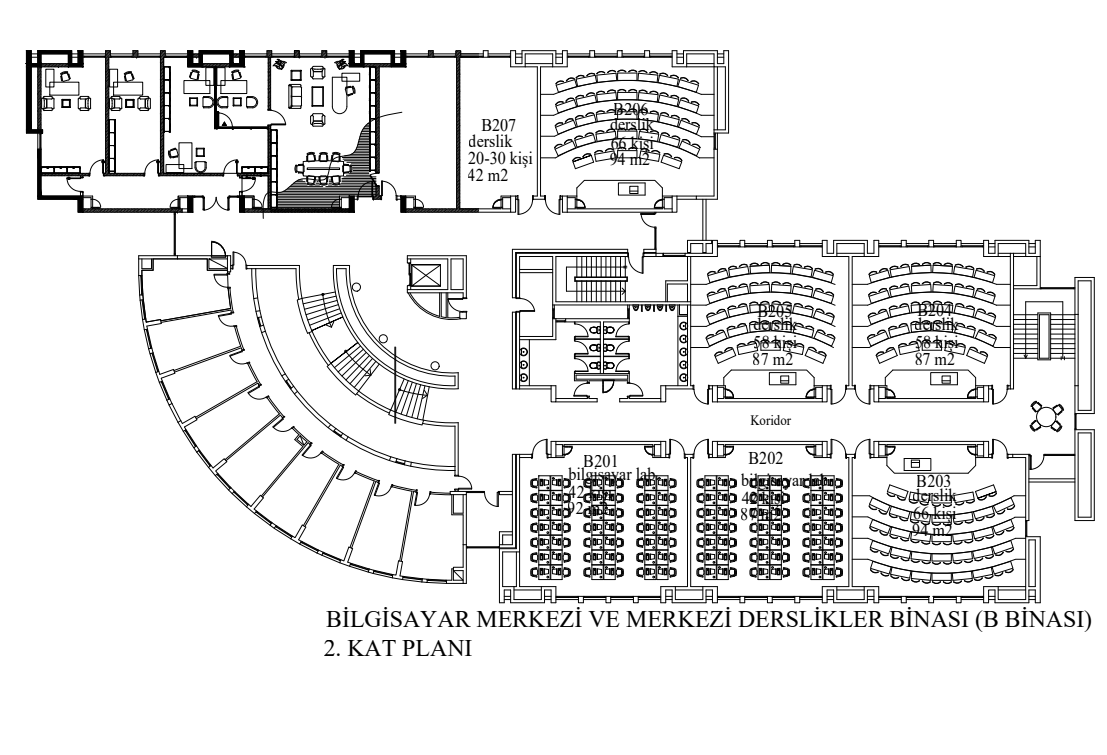 B207
derslik
20-30 kişi
42 m2
B206
derslik
66 kişi
94 m2
B205
derslik
58 kişi
87 m2
B204
derslik
58 kişi
87 m2
Koridor
B201
bilgisayar lab.
42 kişi
92 m2
B202
bilgisayar lab.
42 kişi
87 m2
B203
derslik
66 kişi
94 m2
BİLGİSAYAR MERKEZİ VE MERKEZİ DERSLİKLER BİNASI (B BİNASI)
2. KAT PLANI